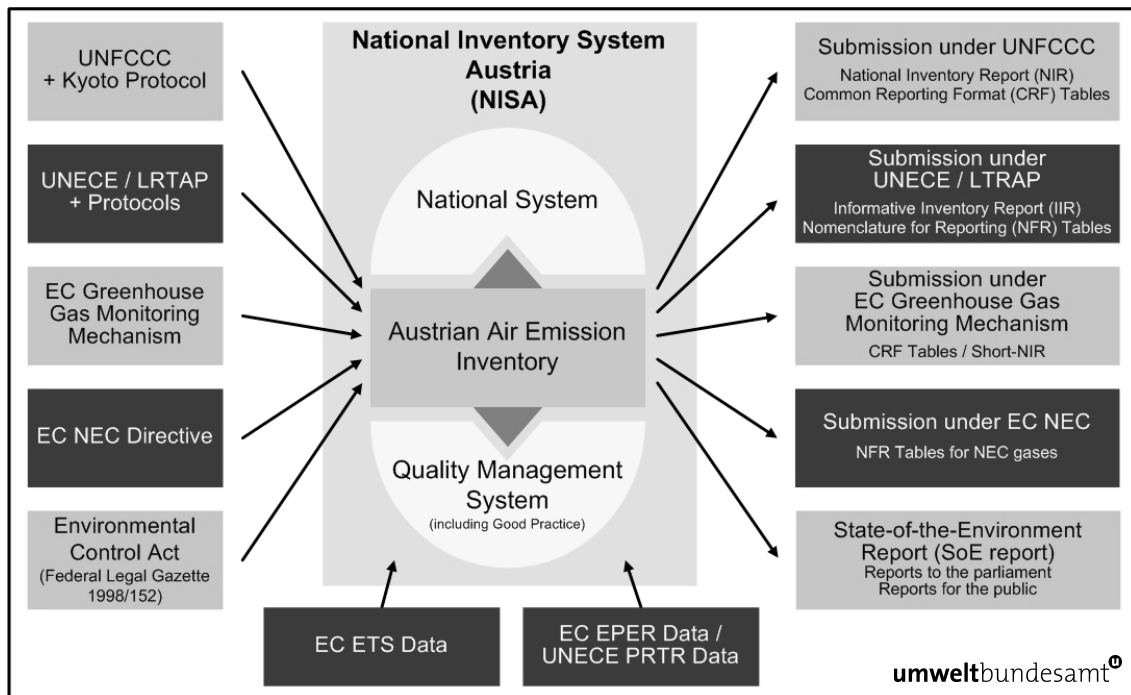 UNFCCC
+ Kyoto Protocol
UNECE / LRTAP
+ Protocols
EC Greenhouse
Gas Monitoring
Mechanism
EC NEC Directive
Environmental
Control Act
(Federal Legal Gazette
1998/152)
National Inventory System
Austria
(NISA)
National System
Austrian Air Emission
Inventory
Quality Management
System
(including Good Practice)
EC ETS Data
EC EPER Data /
UNECE PRTR Data
Submission under UNFCCC
National Inventory Report (NIR)
Common Reporting Format (CRF) Tables
Submission under
UNECE / LTRAP
Informative Inventory Report (IIR)
Nomenclature for Reporting (NFR) Tables
Submission under
EC Greenhouse Gas
Monitoring Mechanism
CRF Tables / Short-NIR
Submission under EC NEC
NFR Tables for NEC gases
State-of-the-Environment
Report (SoE report)
Reports to the parliament
Reports for the public
umweltbundesamt u